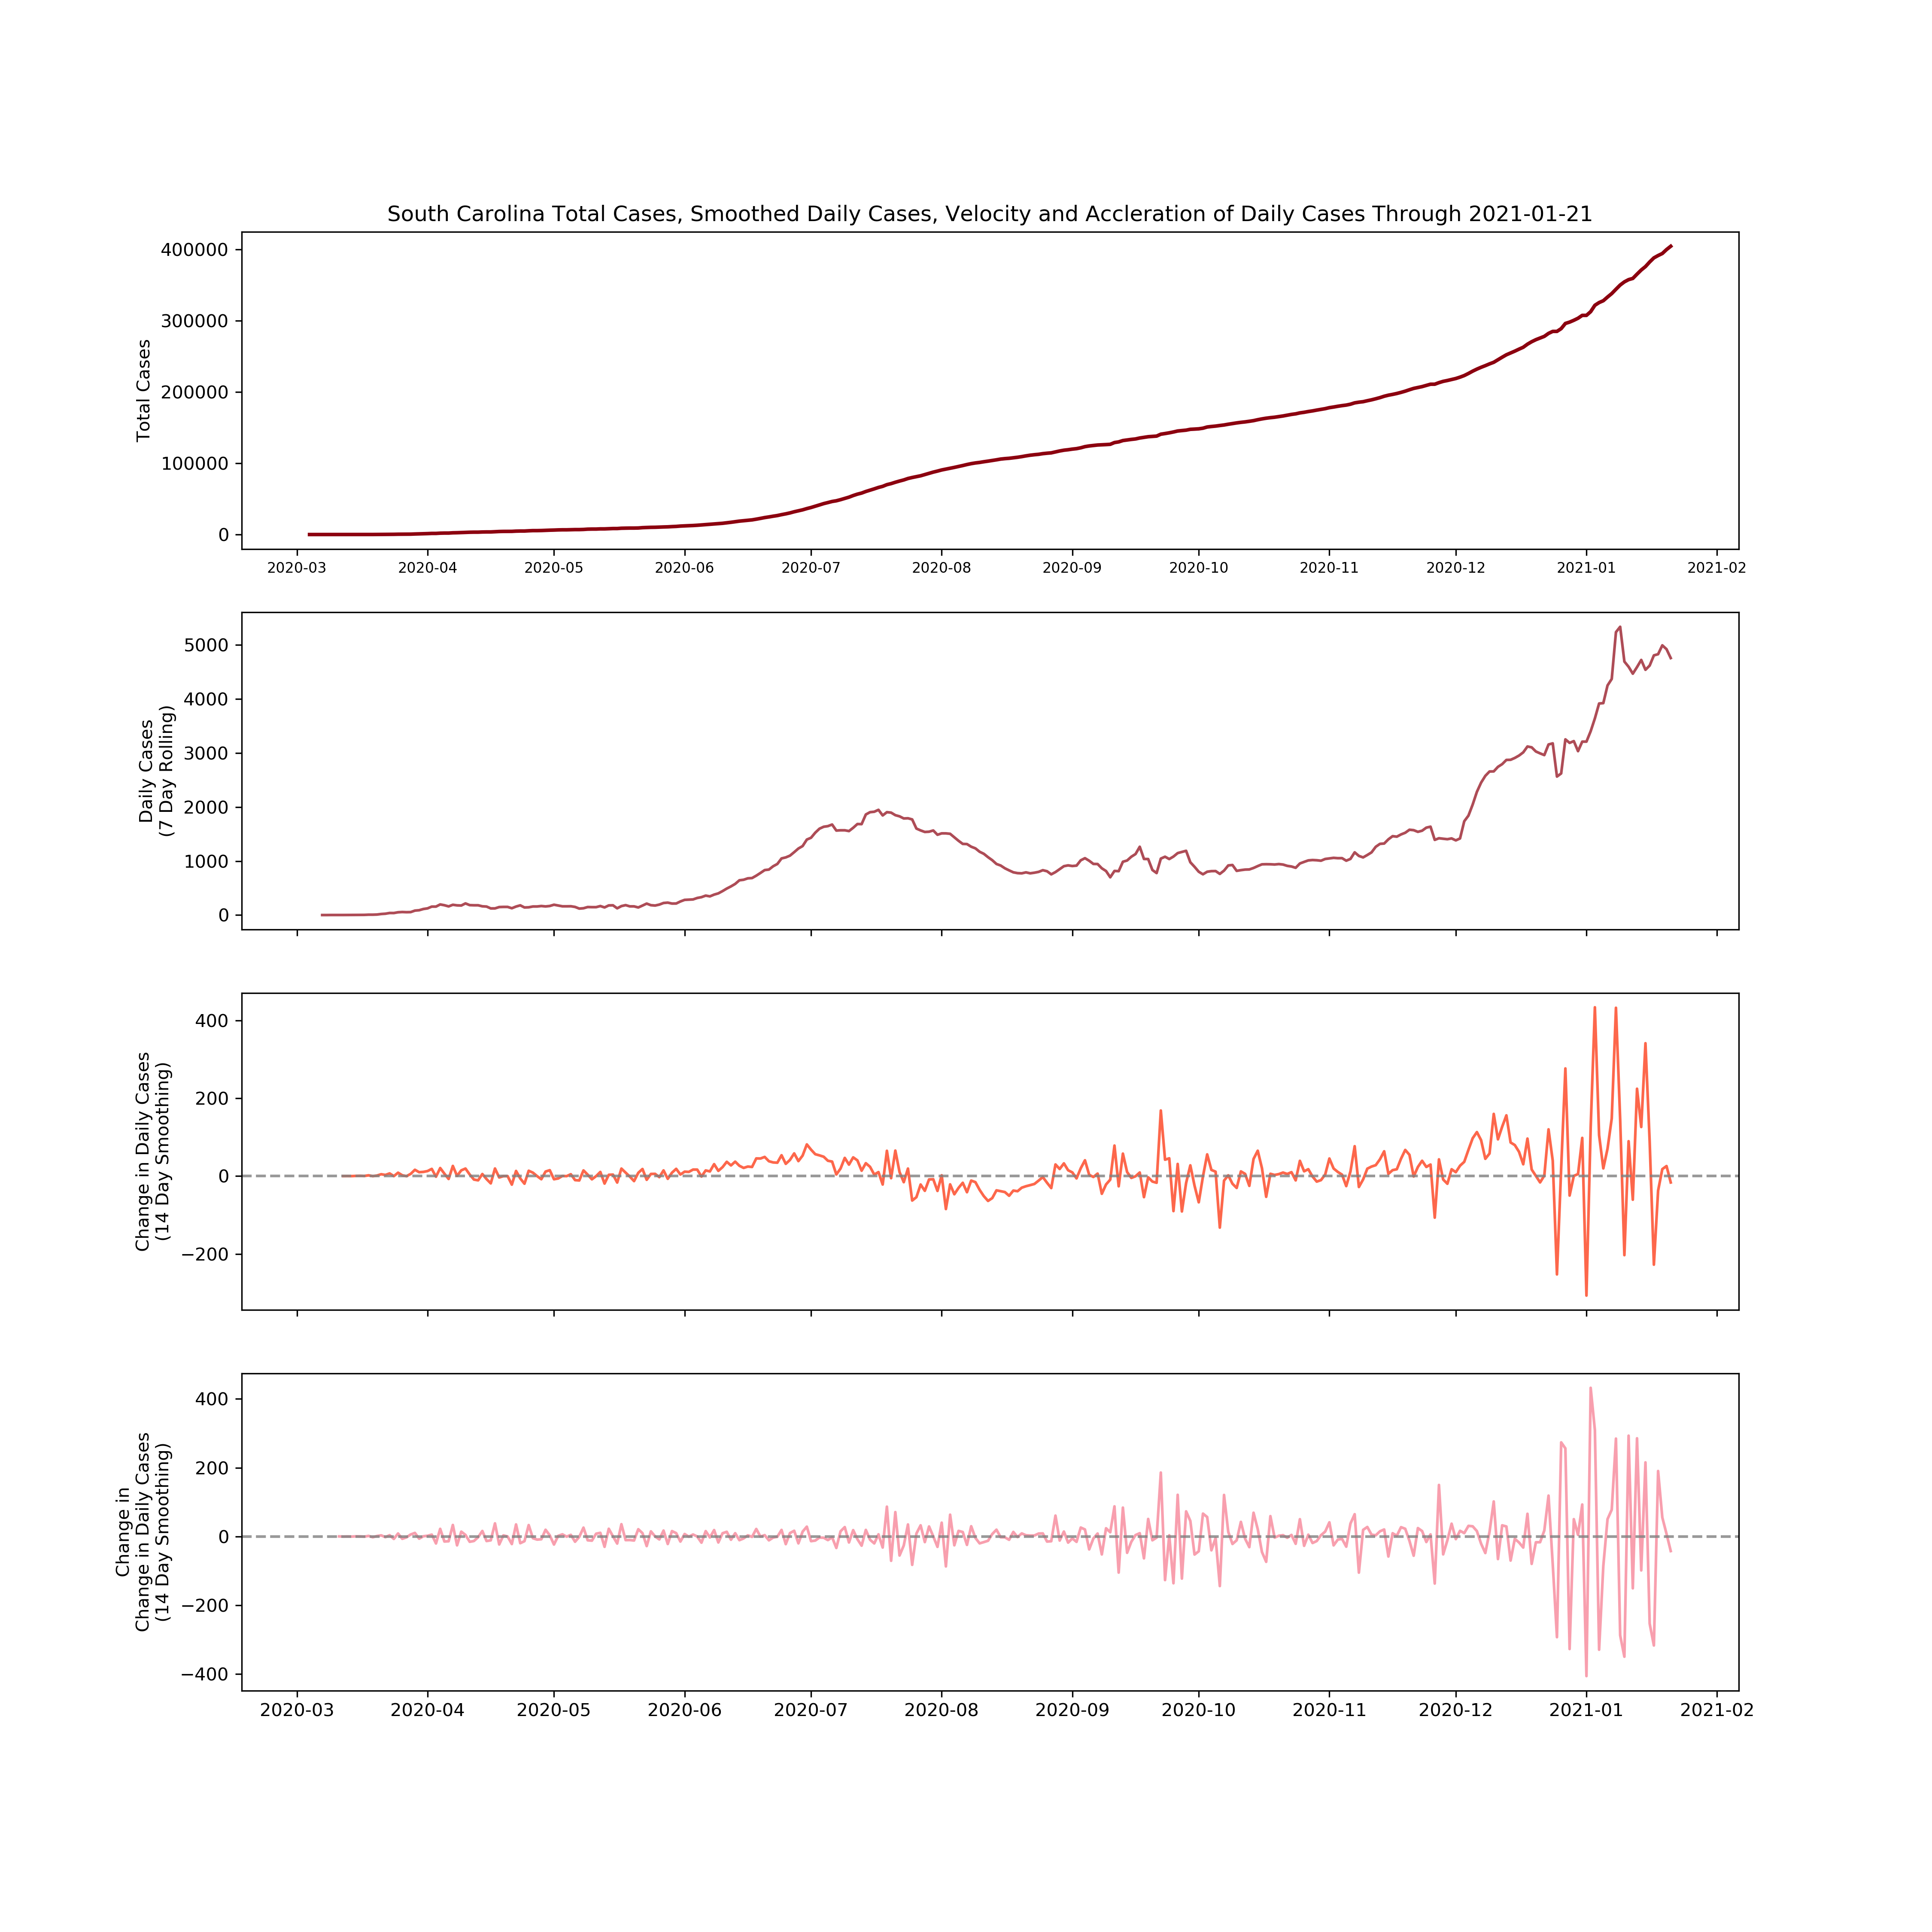 South Carolina Total Cases, Smoothed Daily Cases, Velocity and Accleration of Daily Cases Through 2021-01-21
Total Cases
400000
300000
200000
100000
0
2020-03 2020-04 2020-05 2020-06 2020-07 2020-08 2020-09 2020-10 2020-11 2020-12 2021-01 2021-02
Daily Cases
(7 Day Rolling)
5000
4000
3000
2000
1000
0
Change in Daily Cases
(14 Day Smoothing)
400
200
0
−200
Change in
Change in Daily Cases
(14 Day Smoothing)
400
200
0
−200
−400
2020-03 2020-04 2020-05 2020-06 2020-07 2020-08 2020-09 2020-10 2020-11 2020-12 2021-01 2021-02